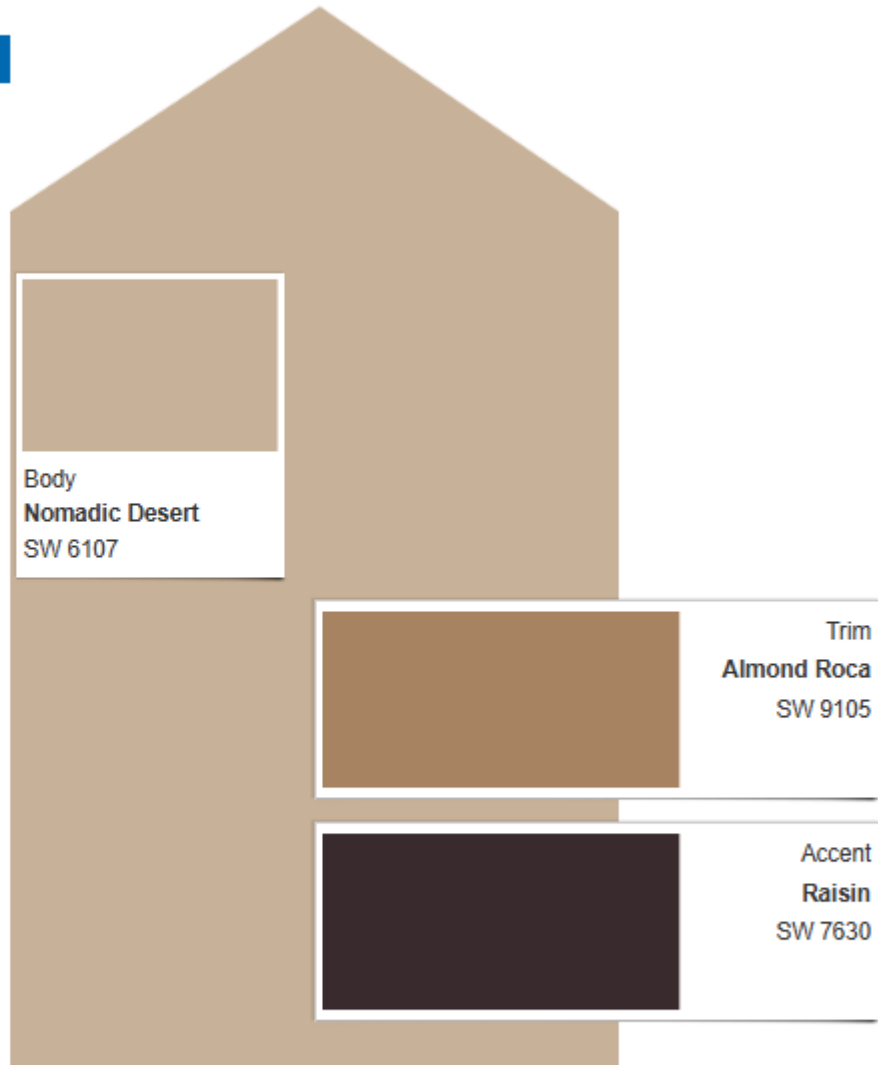 Body
Nomadic Desert
SW 6107
Trim
Almond Roca
SW 9105
Accent
Raisin
SW 7630